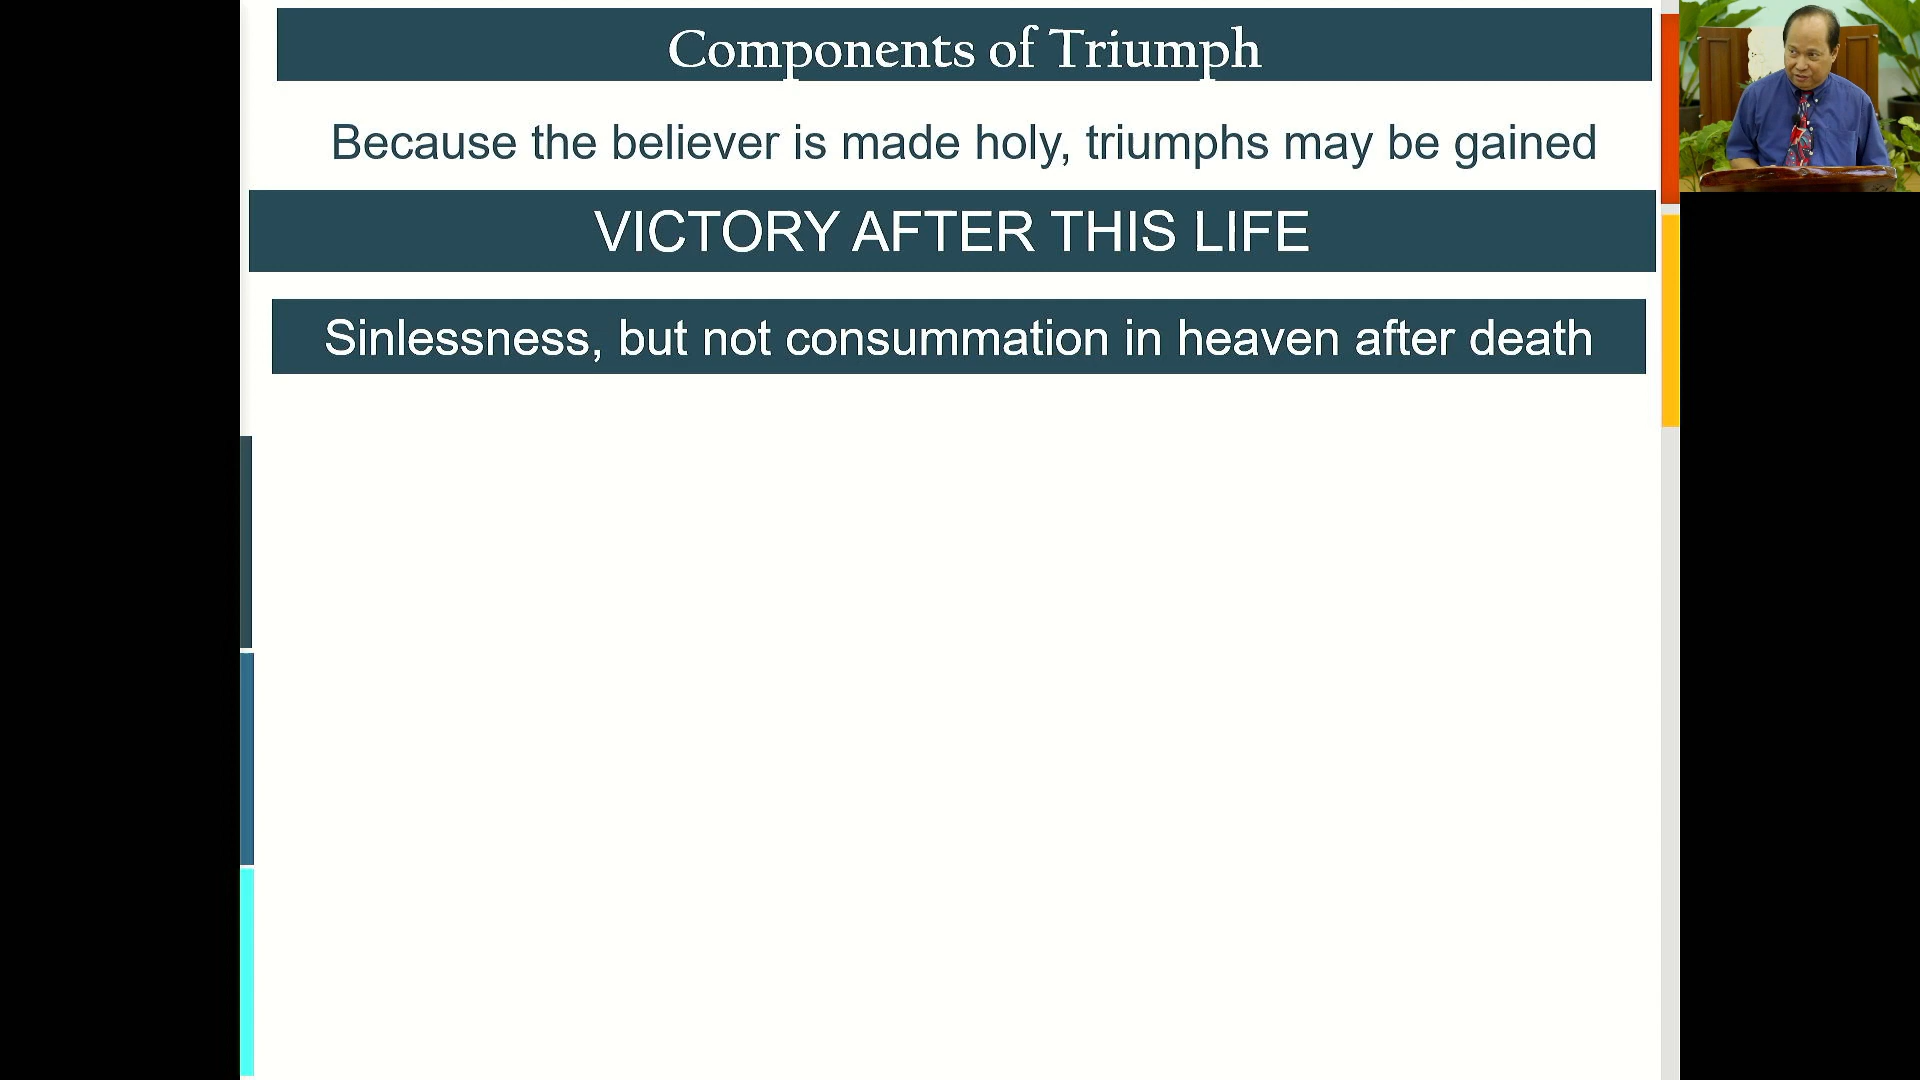 Components of Triumph
Because the believer is made holy, triumphs may be gained
VICTORY AFTER THIS LIFE
Sinlessness, but not consummation in heaven after death